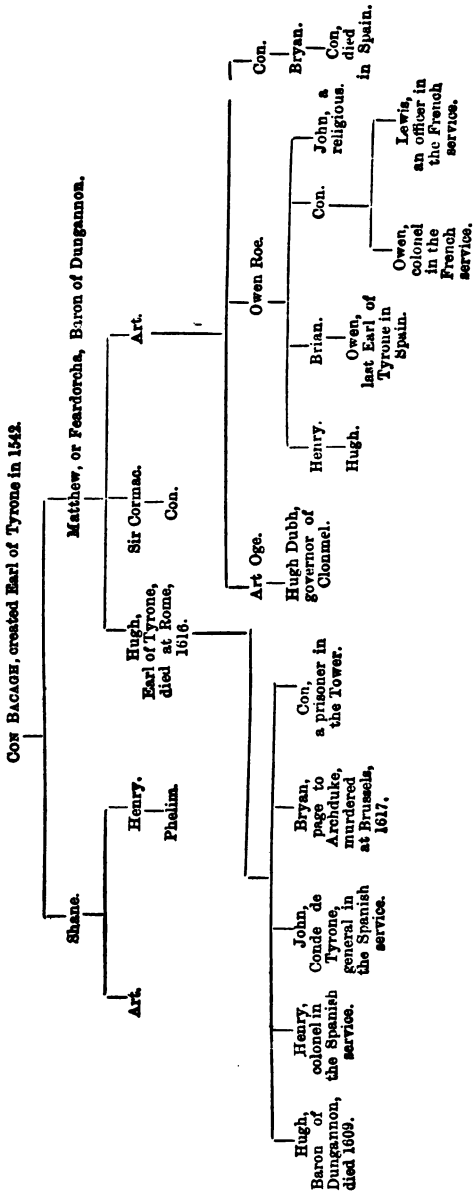 CON BACAGH, created Earl of Tyrone in 1542.
Shane.
Matthew, or Feardorcha, Baron of Dungannon.
Art.
Henry.
Phelim.
Hugh,
Earl of Tyrone,
died at Rome,
1616.
Sir Cormac.
Con.
Art.
Hugh,
Baron of
Dungannon,
died 1609.
Henry,
colonel in
the Spanish
service.
John,
Conde de
Tyrone,
general in
the Spanish
service.
Bryan,
page to
Archduke,
murdered
at Brussels,
1617.
Con,
a prisoner in
the Tower.
Art Oge.
Hugh Dubh,
governor of
Clonmel.
Owen Roe.
Con.
Bryan.
Con,
died
in Spain.
Henry.
Hugh.
Brian.
Owen,
last Earl of
Tyrone in
Spain.
Con.
John, a
religious.
Owen,
colonel
in the
French
service.
Lewis,
an officer in
the French
service.